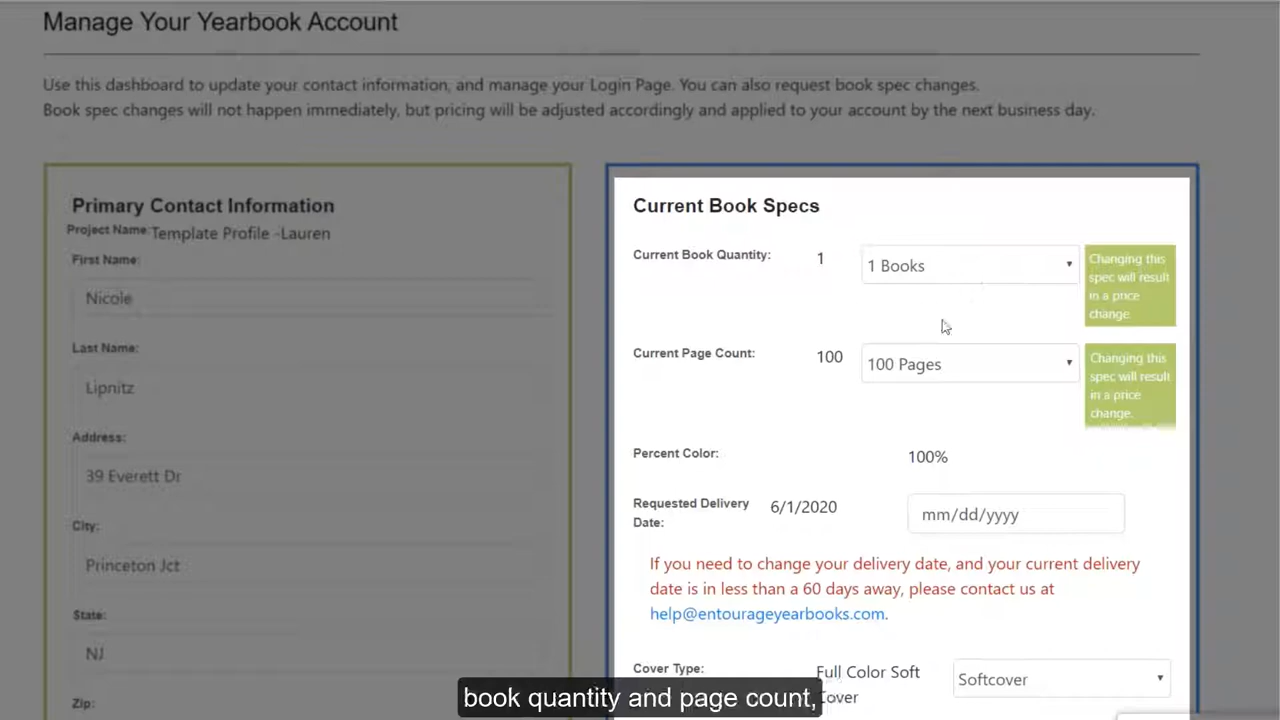 Manage Your Yearbook Account
Use this dashboard to update your contact information, and manage your Login Page. You can also request book spec changes.
Book spec changes will not happen immediately, but pricing will be adjusted accordingly and applied to your account by the next business day.
Primary Contact Information
Project Name: Template Profile -Lauren
First Name:
Nicole
Last Name:
Lipnitz
Address:
39 Everett Dr
City:
Princeton Jct
State:
NJ
Zip:
Current Book Specs
Current Book Quantity: 1 1 Books
Changing this
spec will result
in a price
change.
Current Page Count: 100 100 Pages
Changing this
spec will result
in a price
change.
Percent Color: 100%
Requested Delivery
Date: 6/1/2020 mm/dd/yyyy
If you need to change your delivery date, and your current delivery
date is in less than a 60 days away, please contact us at
help@entourageyearbooks.com.
Cover Type: Full Color Soft
Cover Softcover
book quantity and page count,